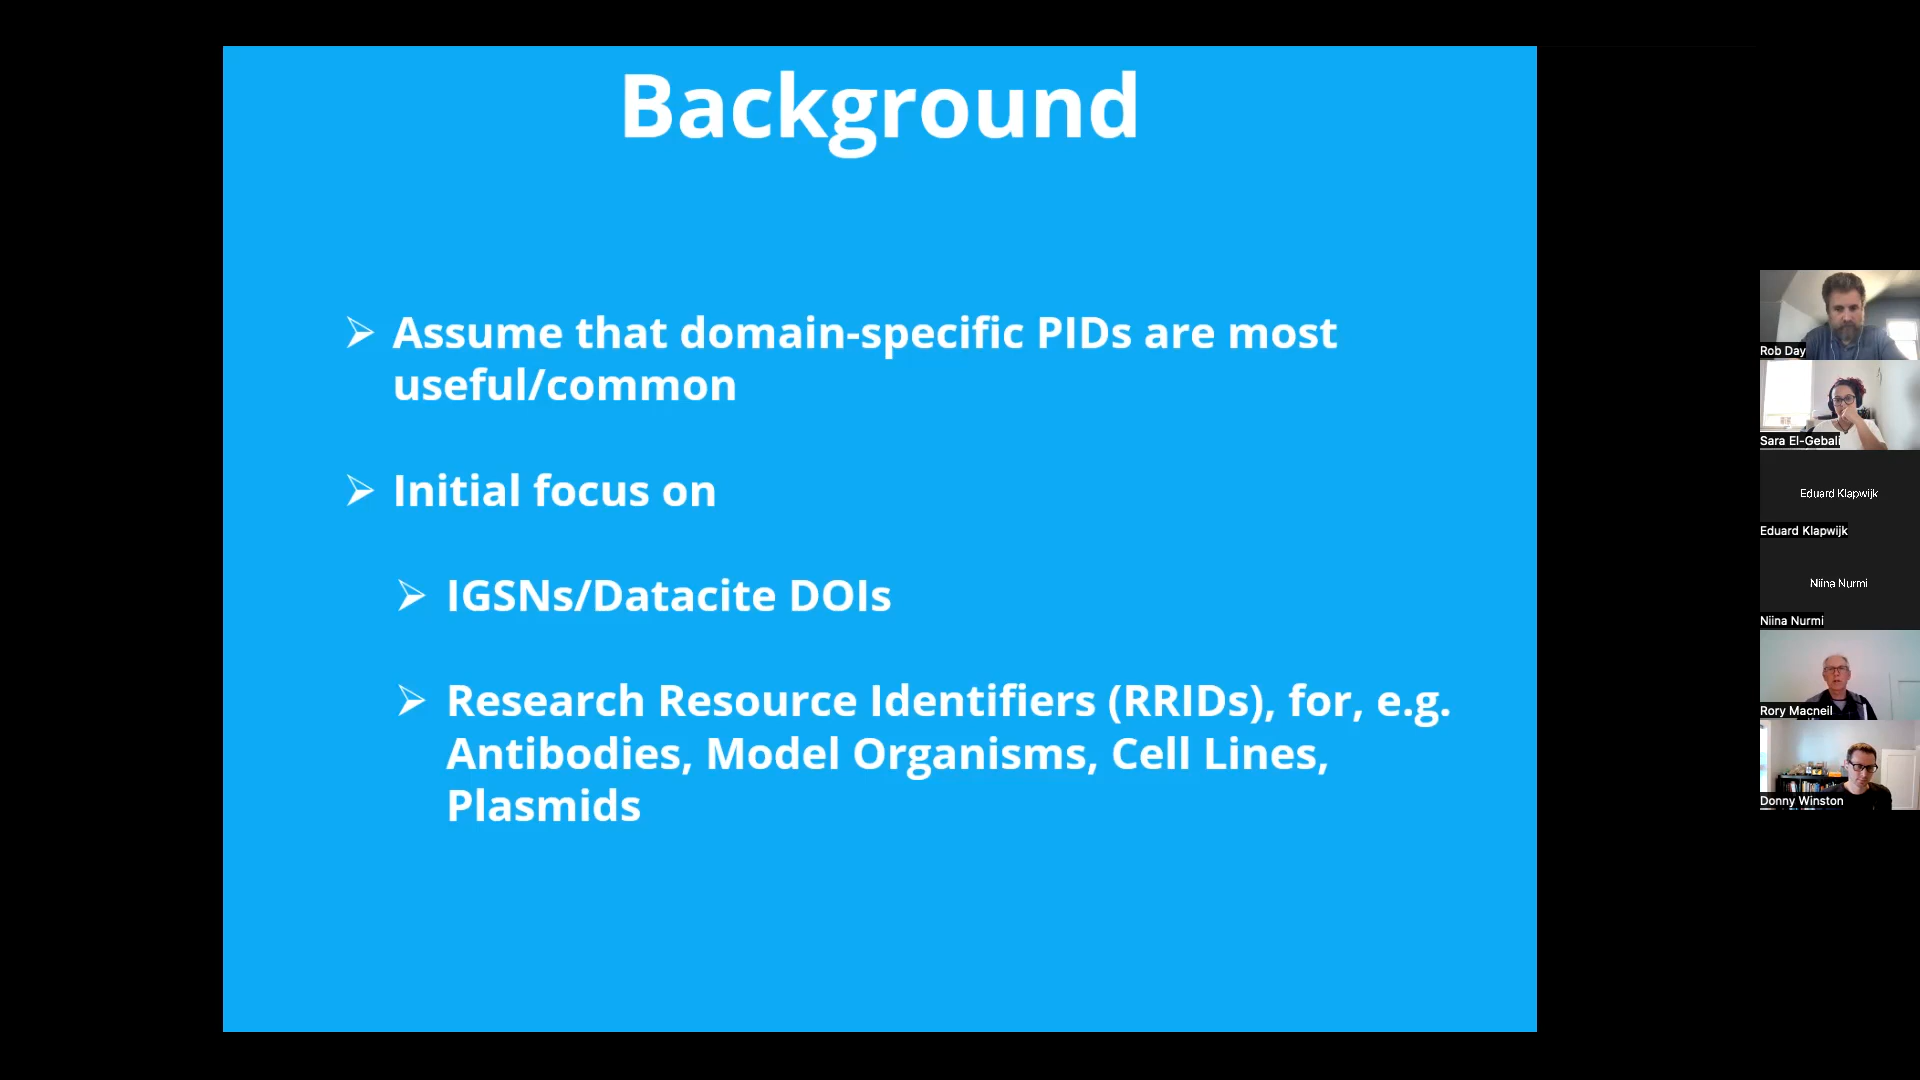 Background
Assume that domain-specific PIDs are most
useful/common
Initial focus on
IGSNs/Datacite DOIs
Research Resource Identifiers (RRIDs), for, e.g.
Antibodies, Model Organisms, Cell Lines,
Plasmids
Rob Day
Sara El-Gebali
Eduard Klapwijk
Eduard Klapwijk
Niina Nurmi
Niina Nurmi
Rory Macneil
Donny Winston